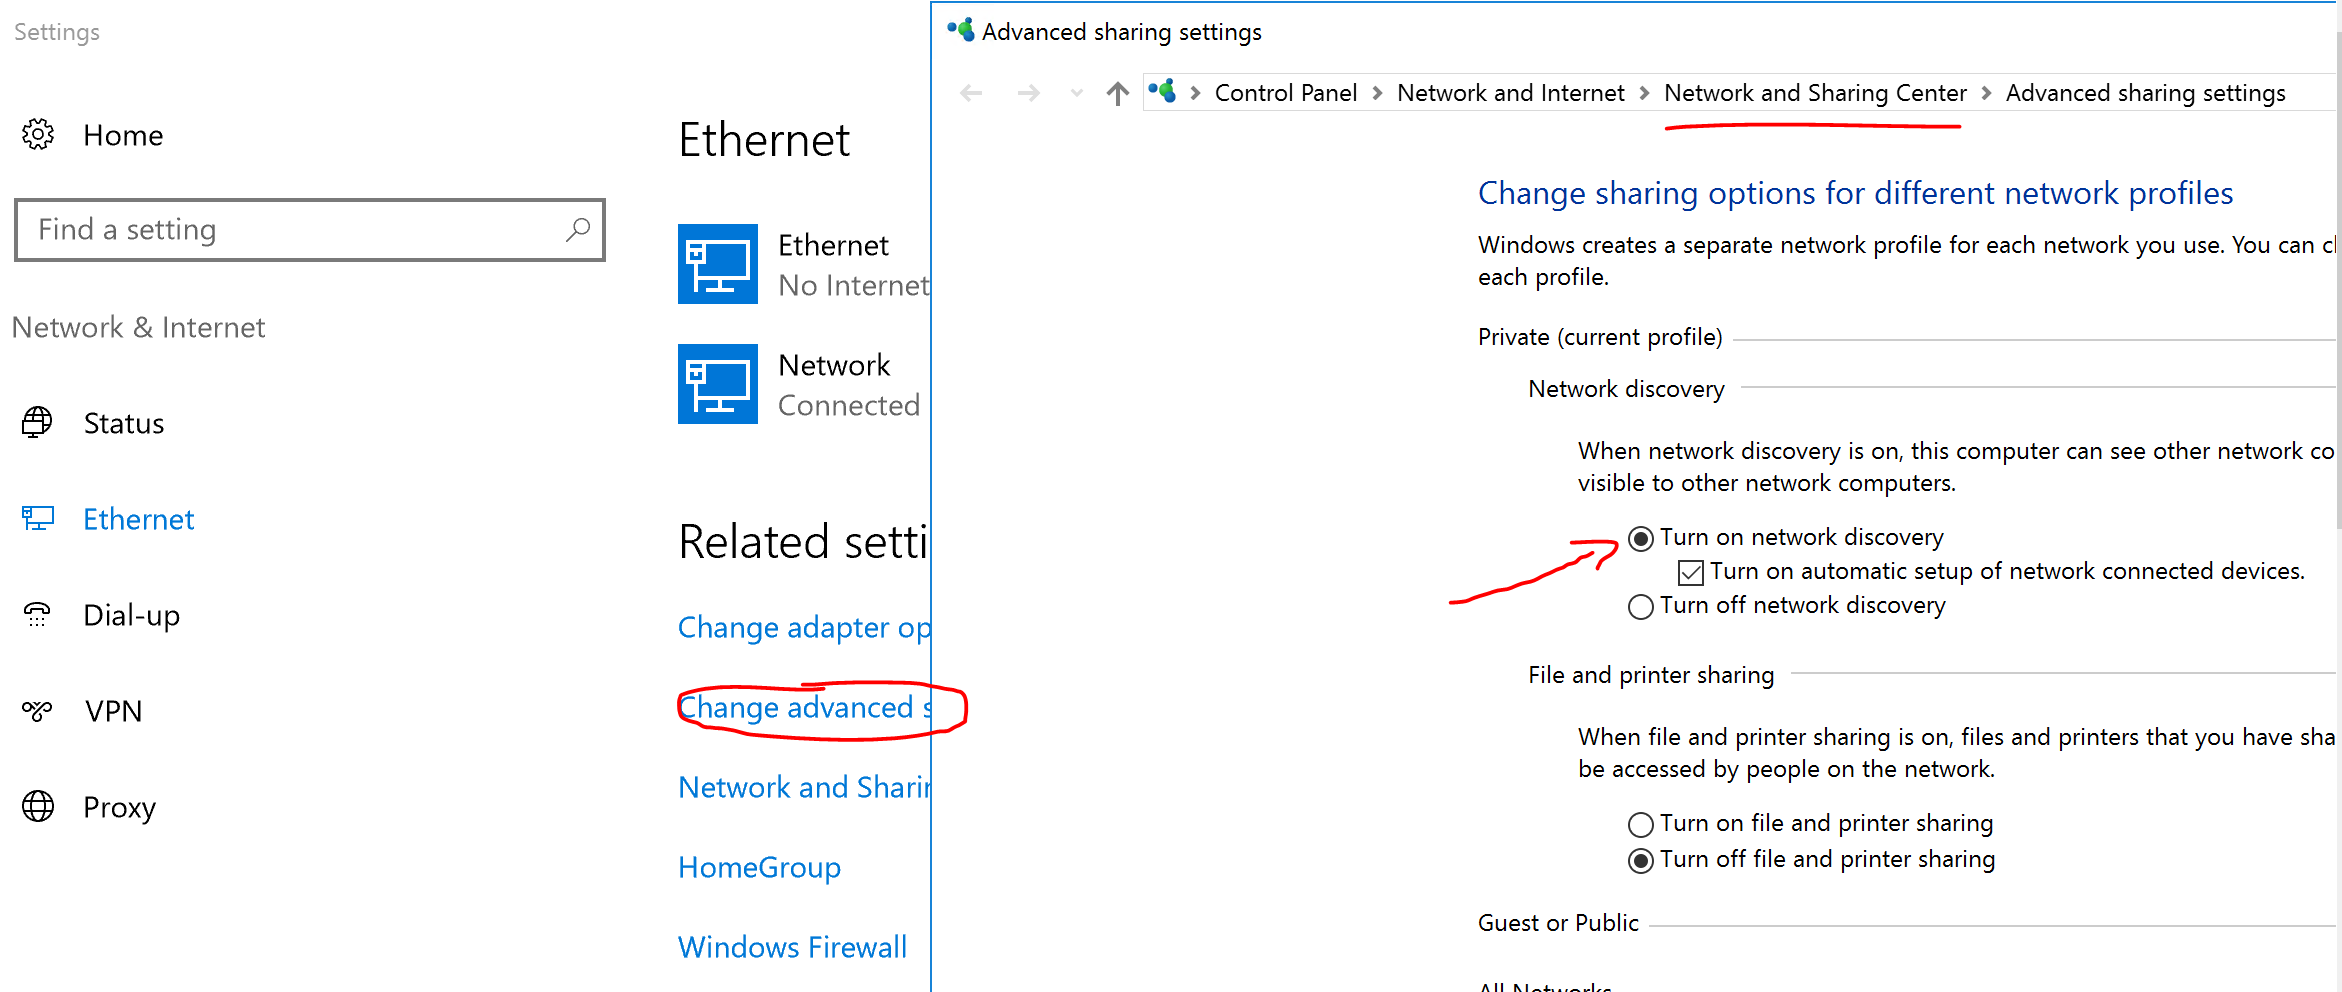 Settings
Home
Find a setting
Network & Internet
Status
Ethernet
Dial-up
VPN
Proxy
Ethernet
Ethernet
No Internet
Network
Connected
Related setti
Change adapter op
Change advanced s
Network and Sharin
HomeGroup
Windows Firewall
Advanced sharing settings
Control Panel > Network and Internet > Network and Sharing Center > Advanced sharing settings
Change sharing options for different network profiles
Windows creates a separate network profile for each network you use. You can cl
each profile.
Private (current profile)
Network discovery
When network discovery is on, this computer can see other network co
visible to other network computers.
Turn on network discovery
Turn on automatic setup of network connected devices.
Turn off network discovery
File and printer sharing
When file and printer sharing is on, files and printers that you have sha
be accessed by people on the network.
Turn on file and printer sharing
Turn off file and printer sharing
Guest or Public
All Networks